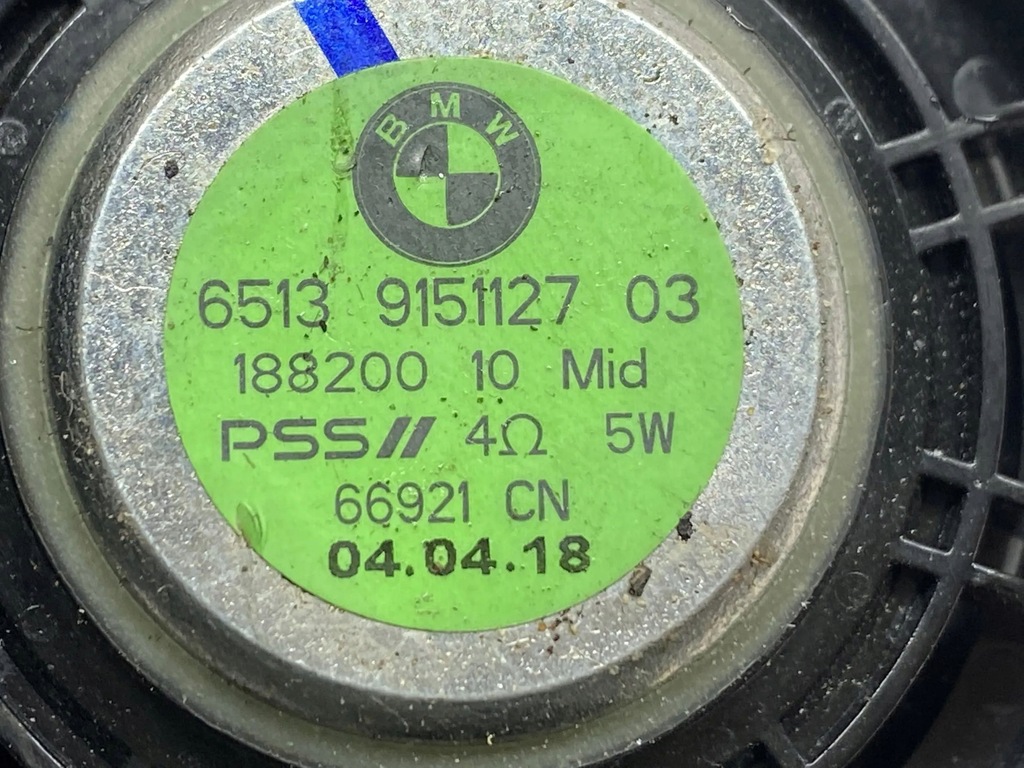 BMW
6513 9151127 03
188200 10 Mid
PSS// 4Ω 5W
66921 CN
04.04.18